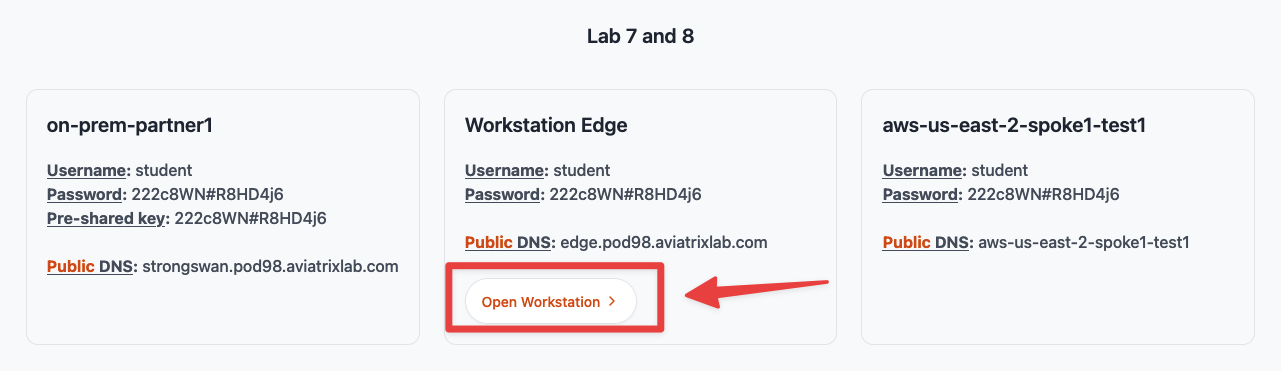 Lab 7 and 8
on-prem-partner1
Username: student
Password: 222c8WN#R8HD4j6
Pre-shared key: 222c8WN#R8HD4j6
Public DNS: strongswan.pod98.aviatrixlab.com
Workstation Edge
Username: student
Password: 222c8WN#R8HD4j6
Public DNS: edge.pod98.aviatrixlab.com
Open Workstation >
aws-us-east-2-spoke1-test1
Username: student
Password: 222c8WN#R8HD4j6
Public DNS: aws-us-east-2-spoke1-test1